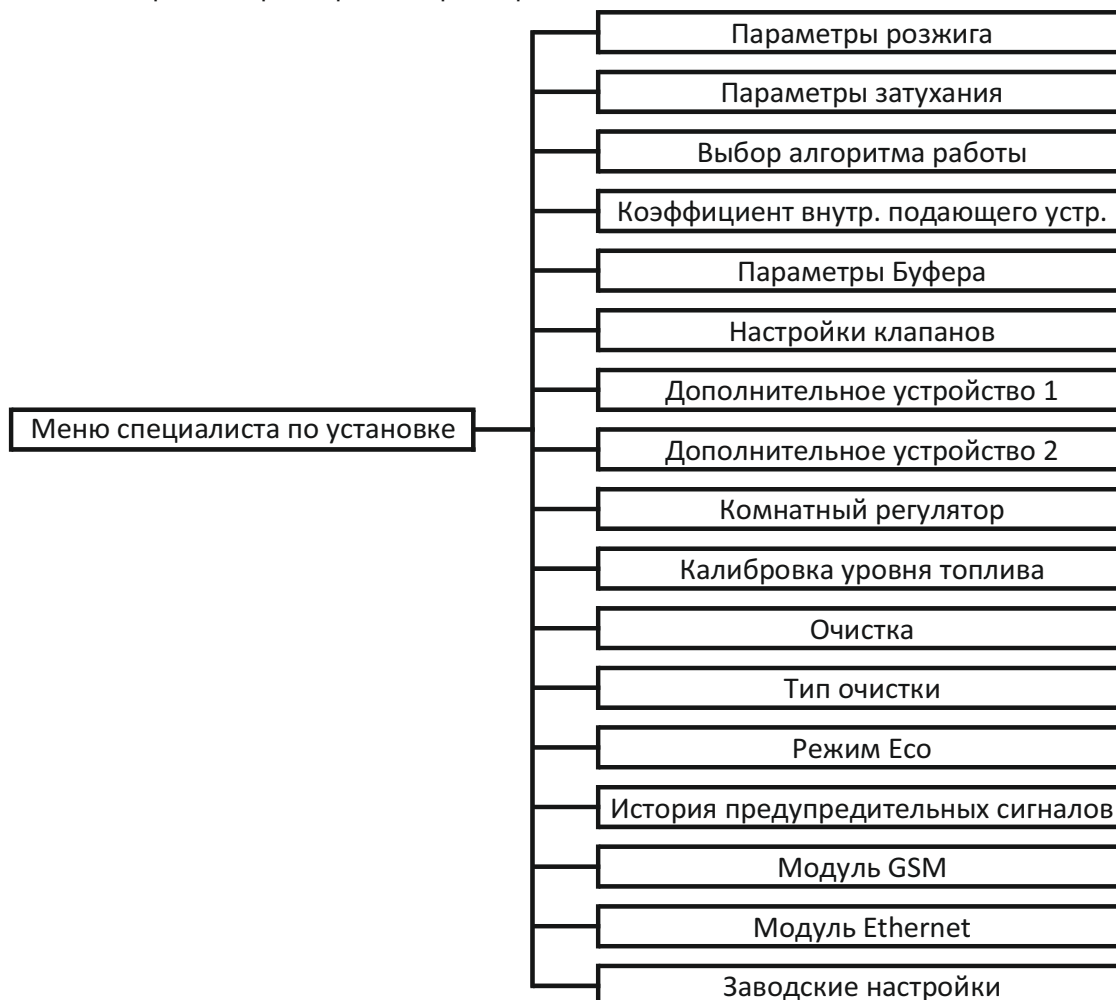 Параметры розжига
Параметры затухания
Выбор алгоритма работы
Коэффициент внутр. подающего устр.
Параметры Буфера
Настройки клапанов
Дополнительное устройство 1
Меню специалиста по установке
Дополнительное устройство 2
Комнатный регулятор
Калибровка уровня топлива
Очистка
Тип очистки
Режим Eco
История предупредительных сигналов
Модуль GSM
Модуль Ethernet
Заводские настройки